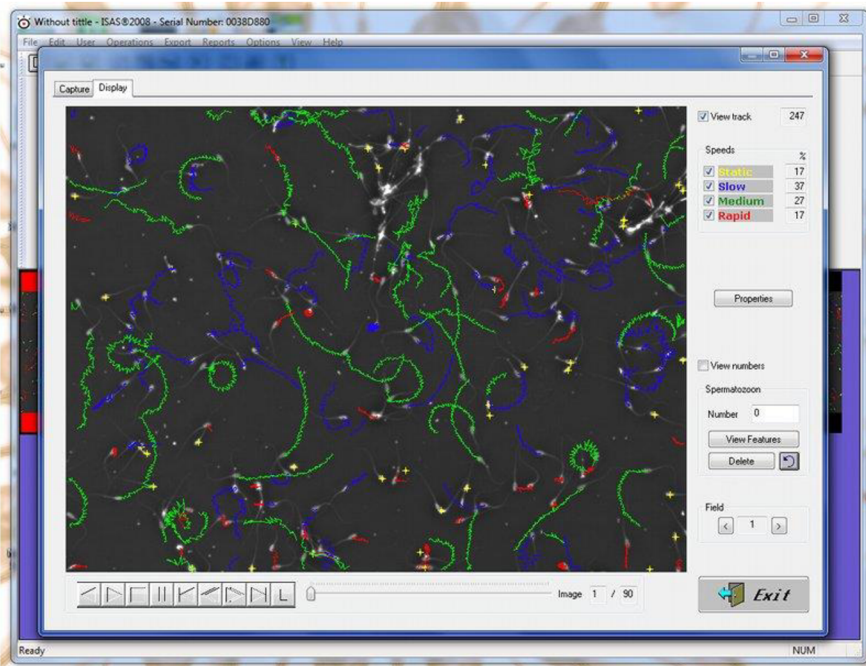 Without tittle - ISAS®2008 - Serial Number: 0038D880
File Edit User Operations Export Reports Options View Help
Capture Display
View track 247
Speeds
%
Static 17
Slow 37
Medium 27
Rapid 17
Properties
View numbers
Spermatozoon
Number 0
View Features
Delete
Field
< 1 >
L
Image 1 / 90
Exit
Ready NUM